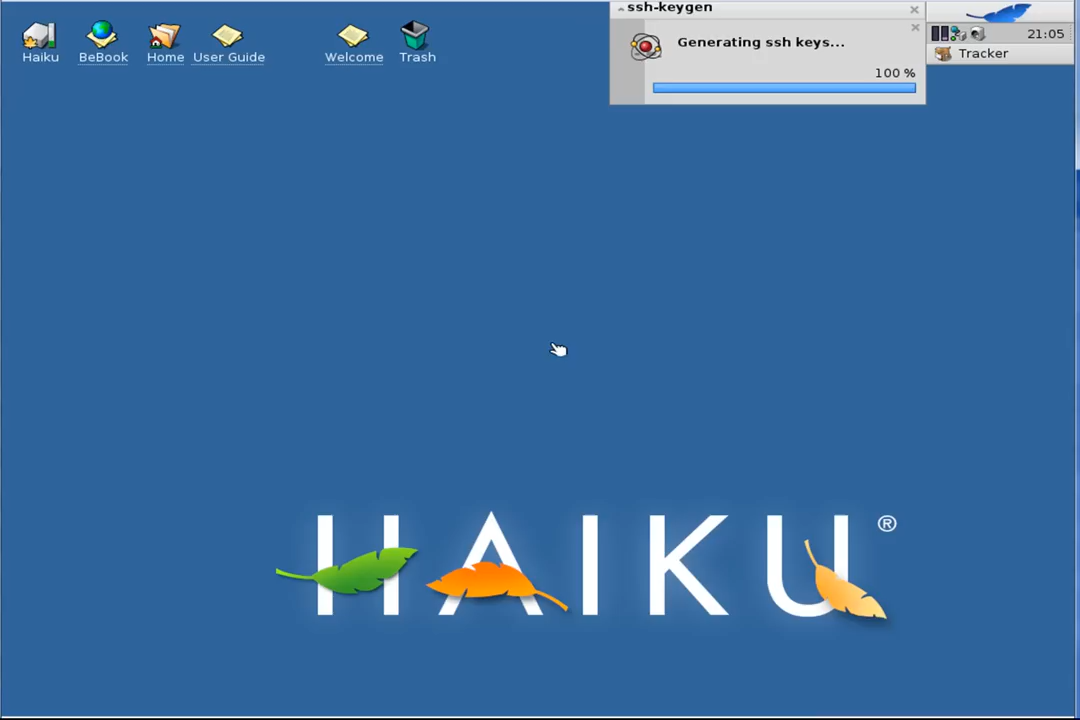 ssh-keygen
Generating ssh keys...
100 %
21:05
Tracker
Haiku
BeBook
Home
User Guide
Welcome
Trash
HAIKU®